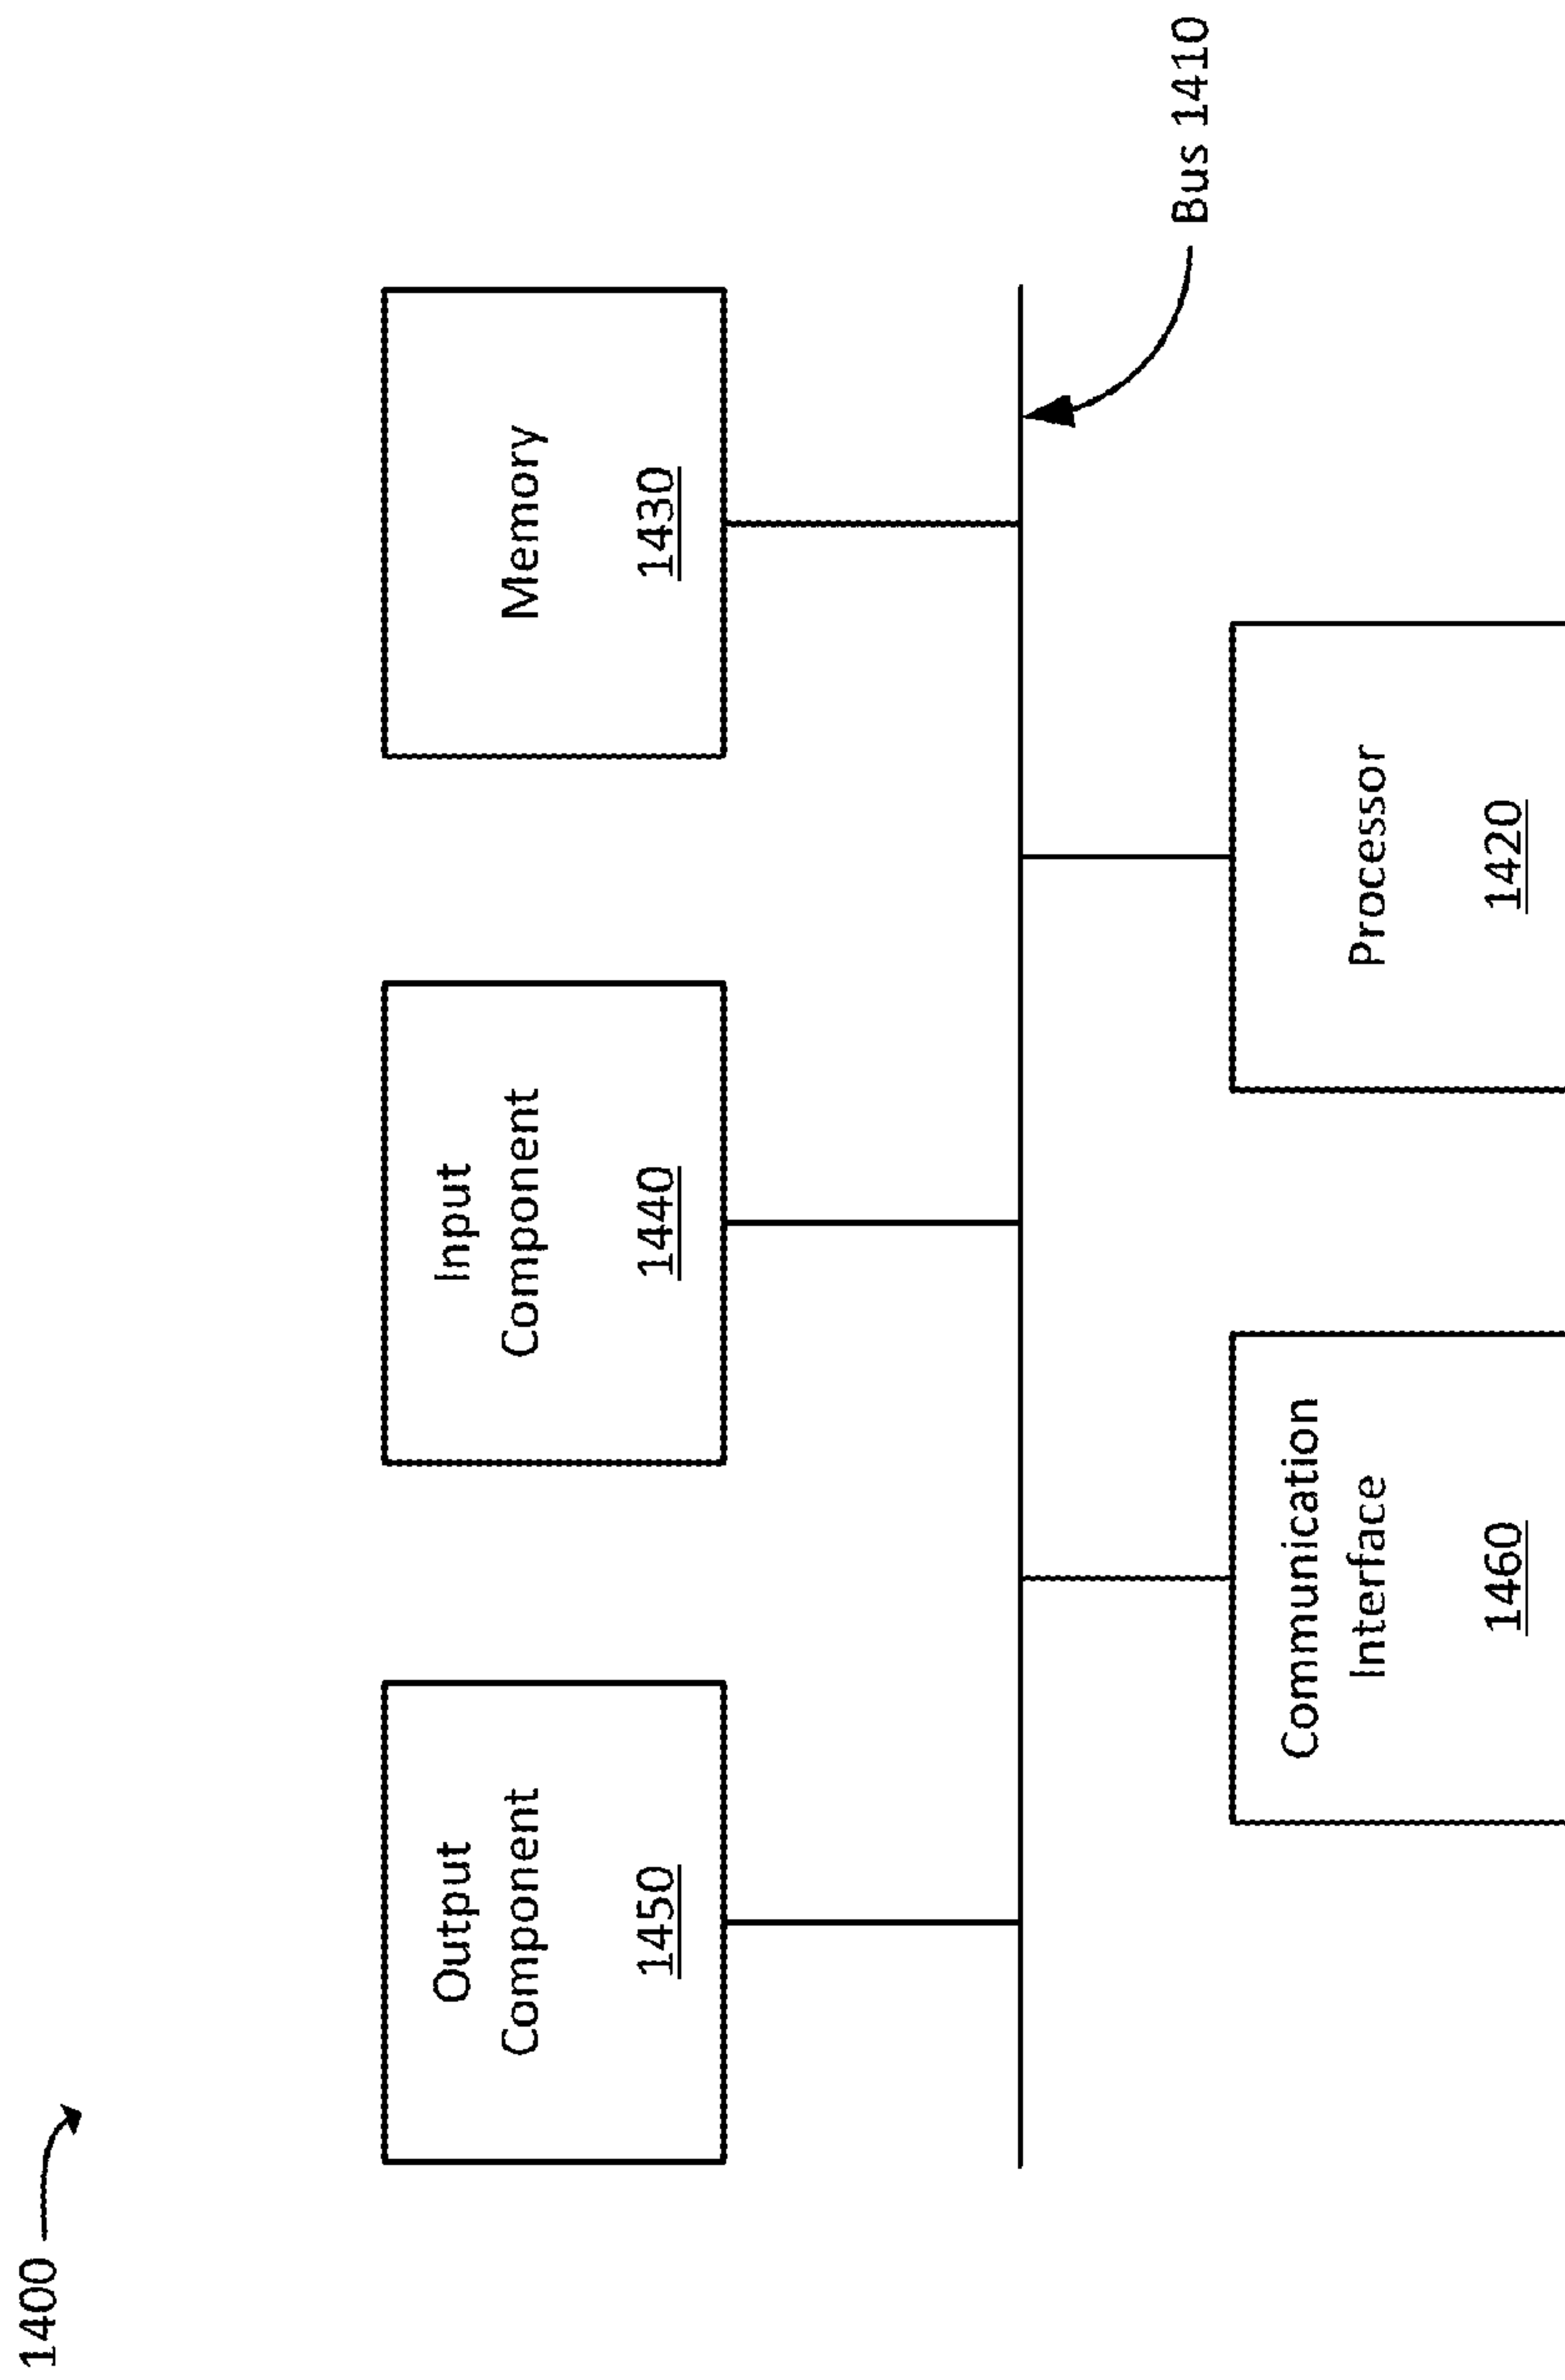 1400
Output
Component
1450
Input
Component
1440
Memory
1430
Bus 1410
Communication
Interface
1460
Processor
1420